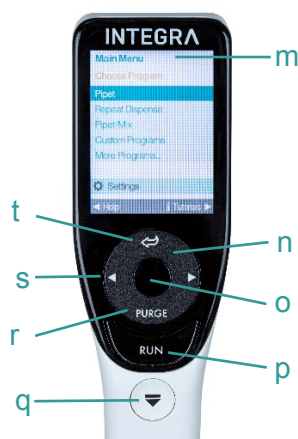 INTEGRA
Main Menu
Choose Program
Pipet
Repeat Dispense
Pipet/Mix
Custom Programs
More Programs...
Settings
◀ Help i Tutorials ▶
m
t
n
s
o
r
PURGE
RUN
p
q